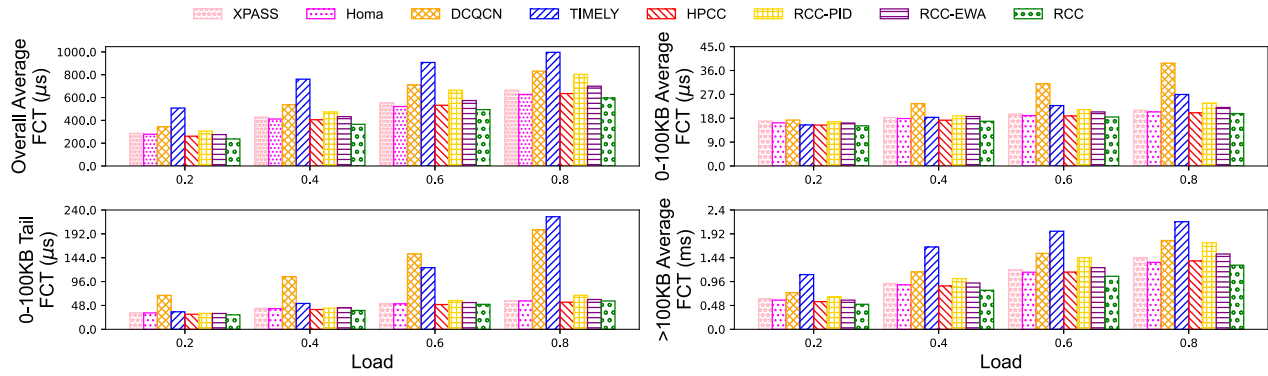 XPASS Homa DCQCN TIMELY HPCC RCC-PID RCC-EWA RCC
Overall Average
FCT (μs)
1000.0
800.0
600.0
400.0
200.0
0.0
0.2 0.4 0.6 0.8
0-100KB Average
FCT (μs)
45.0
36.0
27.0
18.0
9.0
0.0
0.2 0.4 0.6 0.8
0-100KB Tail
FCT (μs)
240.0
192.0
144.0
96.0
48.0
0.0
0.2 0.4 0.6 0.8
Load
>100KB Average
FCT (ms)
2.4
1.92
1.44
0.96
0.48
0.0
0.2 0.4 0.6 0.8
Load